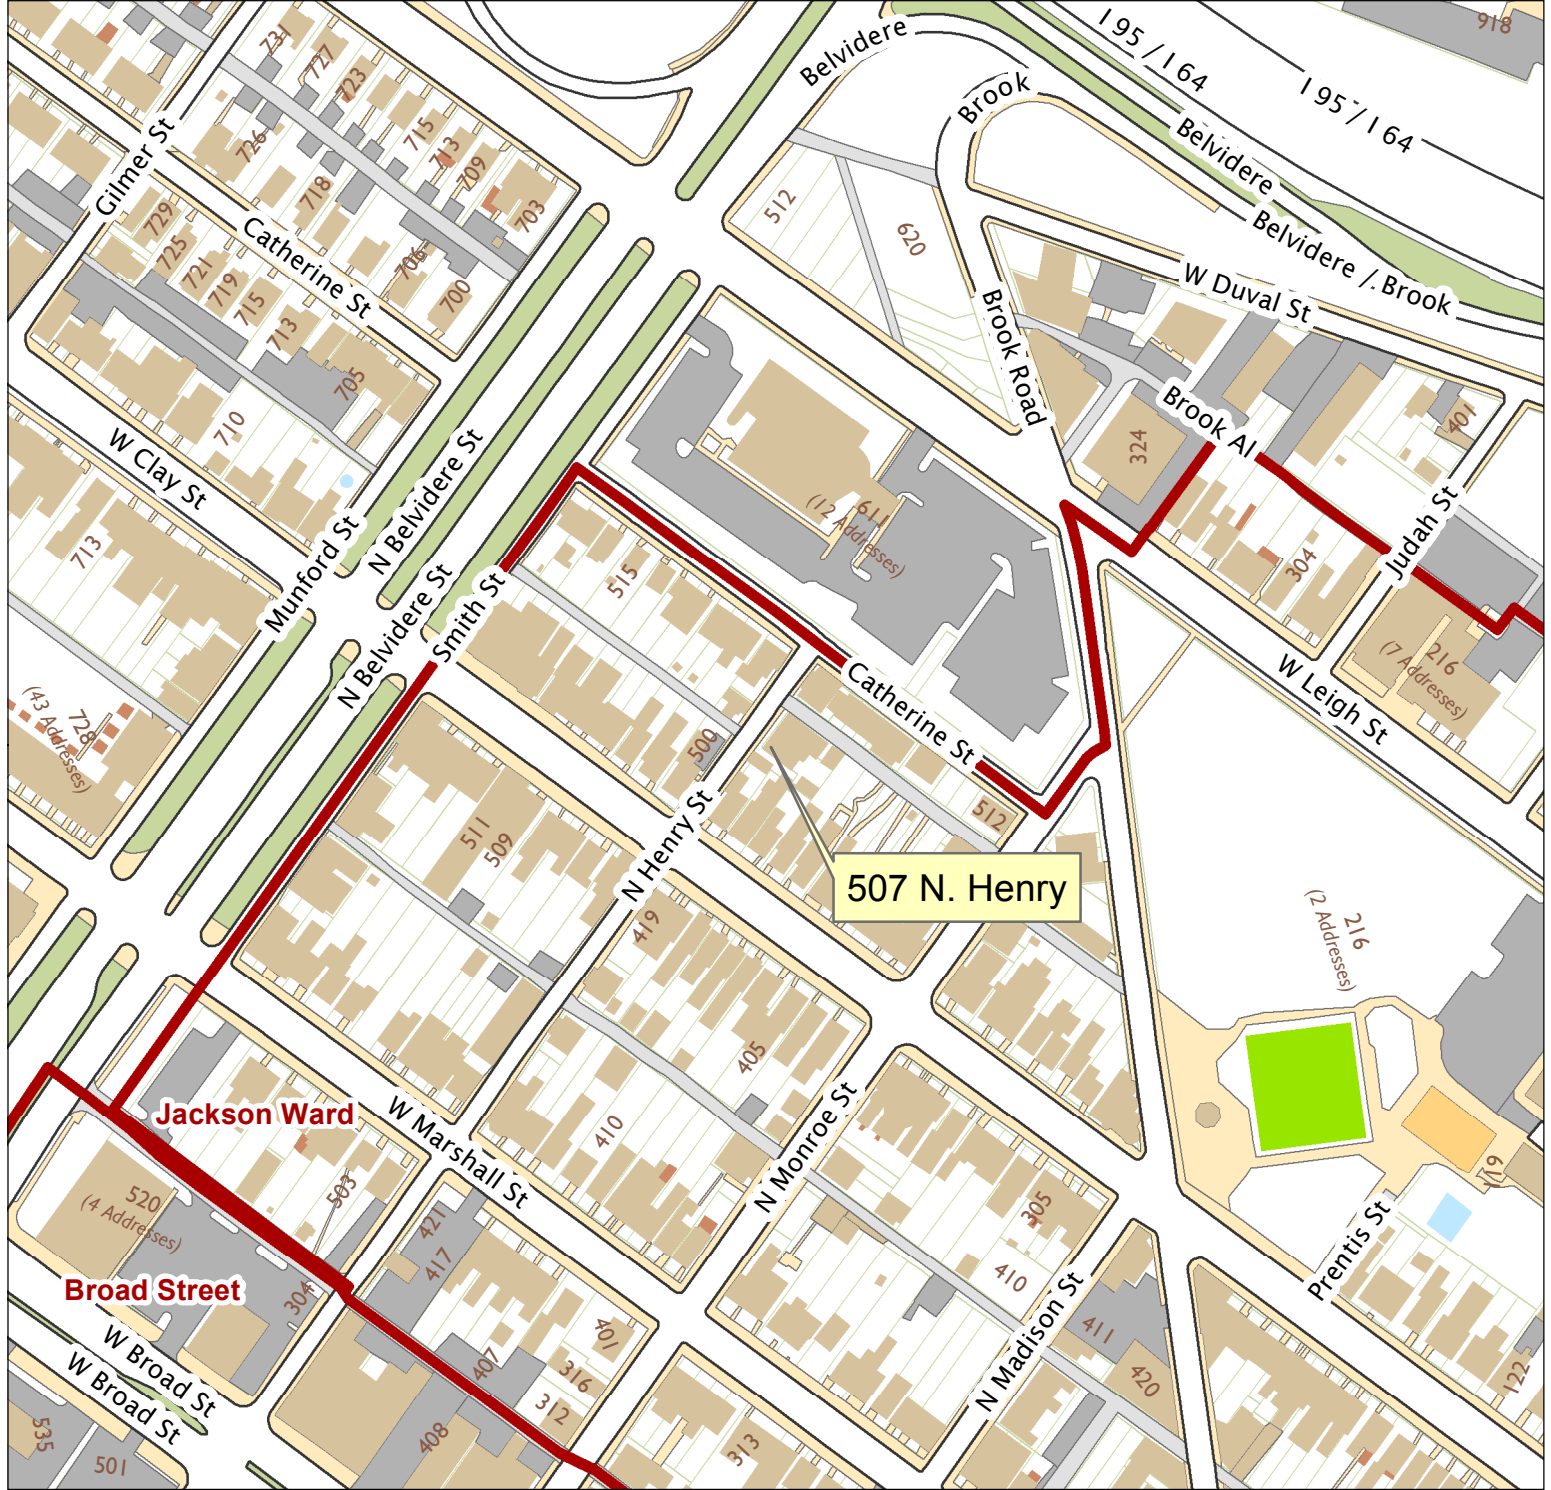 918
I 95 / I 64
I 95 / I 64
Belvidere
Brook
Belvidere
Belvidere / Brook
W Duval St
Gilmer St
731
727
723
715
713
709
703
726
718
706
700
729
725
721
719
715
713
705
710
Catherine St
512
620
Brook Road
Brook Al
401
324
304
Judah St
W Clay St
N Belvidere St
Munford St
N Belvidere St
Smith St
713
728
(43 Addresses)
515
611
(12 Addresses)
500
Catherine St
512
216
(7 Addresses)
W Leigh St
511
509
N Henry St
419
507 N. Henry
216
(2 Addresses)
405
410
N Monroe St
W Marshall St
Jackson Ward
520
(4 Addresses)
503
421
417
304
Broad Street
W Broad St
W Broad St
535
501
407
408
401
316
312
313
305
410
N Madison St
411
420
Prentis St
122